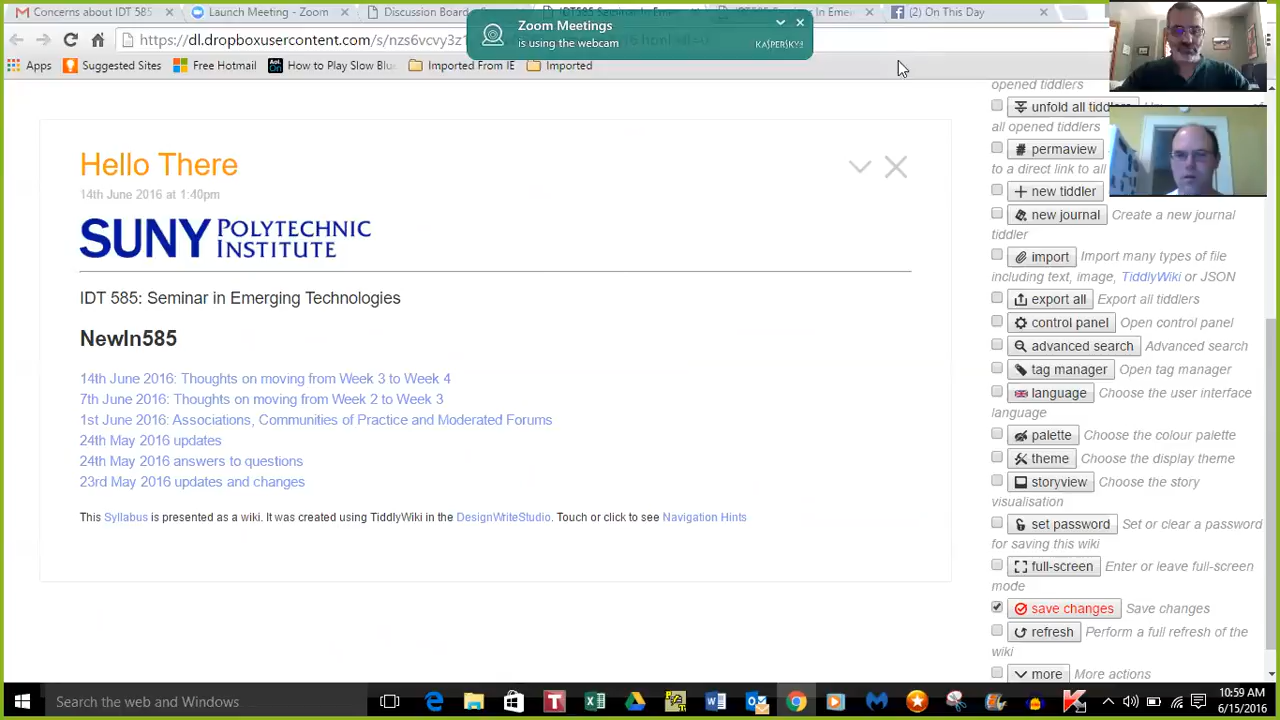 Concerns about IDT 585
Launch Meeting - Zoom
Discussion Board
IDT585 Seminar In Emer
IDT585 Seminar In Emer
(2) On This Day
Zoom Meetings
is using the webcam
KASPERSKY
https://dl.dropboxusercontent.com/s/nzs6vcvy3z
Apps
Suggested Sites
Free Hotmail
Aol On
How to Play Slow Blue
Imported From IE
Imported
Hello There
14th June 2016 at 1:40pm
SUNY POLYTECHNIC
INSTITUTE
IDT 585: Seminar in Emerging Technologies
NewIn585
14th June 2016: Thoughts on moving from Week 3 to Week 4
7th June 2016: Thoughts on moving from Week 2 to Week 3
1st June 2016: Associations, Communities of Practice and Moderated Forums
24th May 2016 updates
24th May 2016 answers to questions
23rd May 2016 updates and changes
This Syllabus is presented as a wiki. It was created using TiddlyWiki in the DesignWriteStudio. Touch or click to see Navigation Hints
opened tiddlers
unfold all tiddlers
all opened tiddlers
permaview
to a direct link to all
new tiddler
new journal Create a new journal
tiddler
import Import many types of file
including text, image, TiddlyWiki or JSON
export all Export all tiddlers
control panel Open control panel
advanced search Advanced search
tag manager Open tag manager
language Choose the user interface
language
palette Choose the colour palette
theme Choose the display theme
storyview Choose the story
visualisation
set password Set or clear a password
for saving this wiki
full-screen Enter or leave full-screen
mode
save changes Save changes
refresh Perform a full refresh of the
wiki
more More actions
Search the web and Windows
10:59 AM
6/15/2016